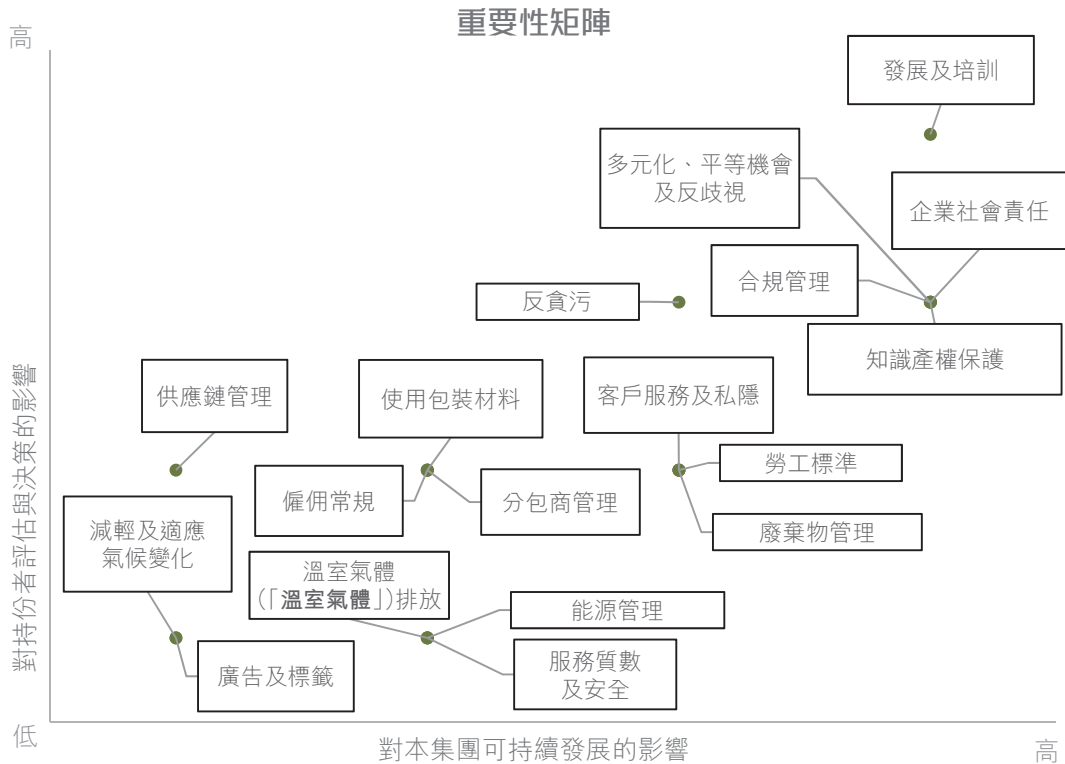 重要性矩陣
高
發展及培訓
多元化、平等機會
及反歧視
企業社會責任
合規管理
反貪污
知識產權保護
供應鏈管理
使用包裝材料
客戶服務及私隱
勞工標準
僱傭常規
分包商管理
廢棄物管理
減輕及適應
氣候變化
溫室氣體
(「溫室氣體」)排放
能源管理
服務質數
及安全
廣告及標籤
對持份者評估與決策的影響
低
對本集團可持續發展的影響
高